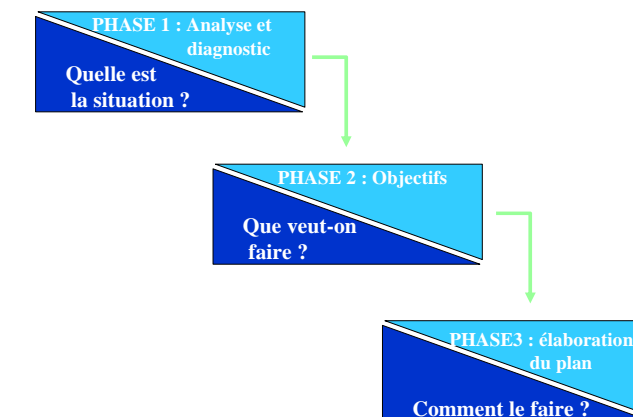 PHASE 1 : Analyse et
diagnostic
Quelle est
la situation ?
PHASE 2 : Objectifs
Que veut-on
faire ?
PHASE3 : élaboration
du plan
Comment le faire ?